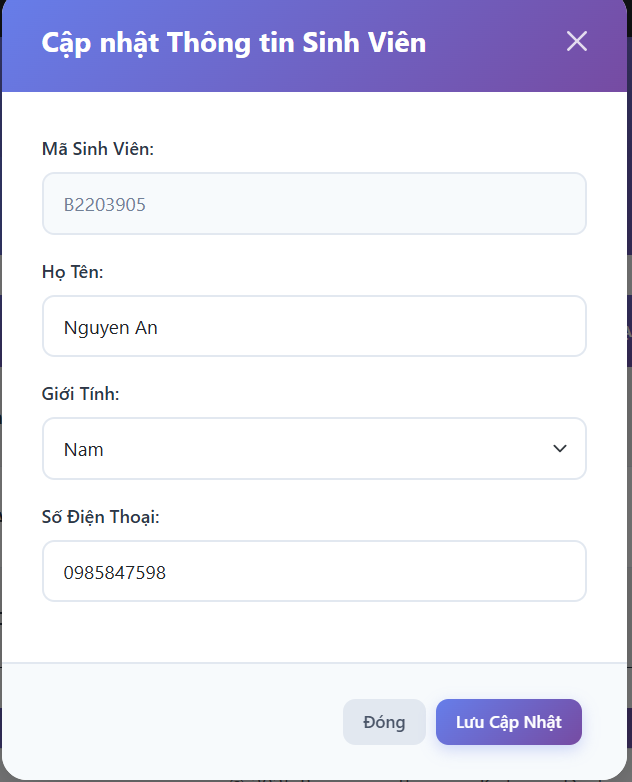 Cập nhật Thông tin Sinh Viên
Mã Sinh Viên:
B2203905
Họ Tên:
Nguyen An
Giới Tính:
Nam
Số Điện Thoại:
0985847598
Đóng
Lưu Cập Nhật